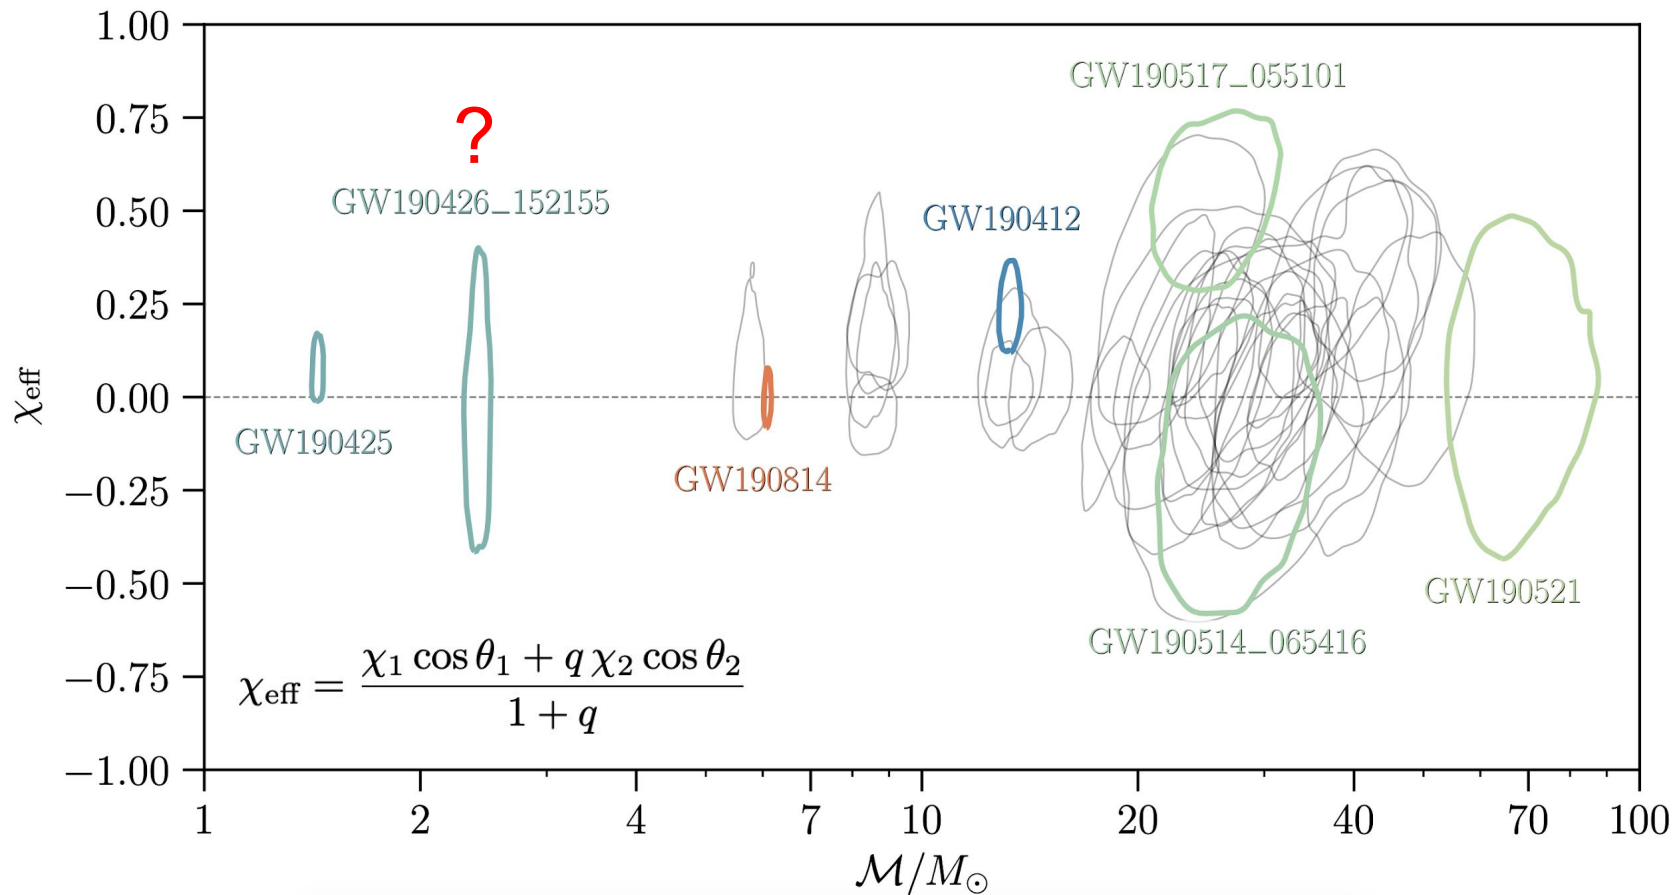 1.00
0.75
0.50
0.25
0.00
−0.25
−0.50
−0.75
−1.00
χeff
GW190517_055101
?
GW190426_152155
GW190412
GW190425
GW190814
GW190521
GW190514_065416
χeff = (χ1 cos θ1 + q χ2 cos θ2) / (1 + q)
1 2 4 7 10 20 40 70 100
ℳ/M⊙